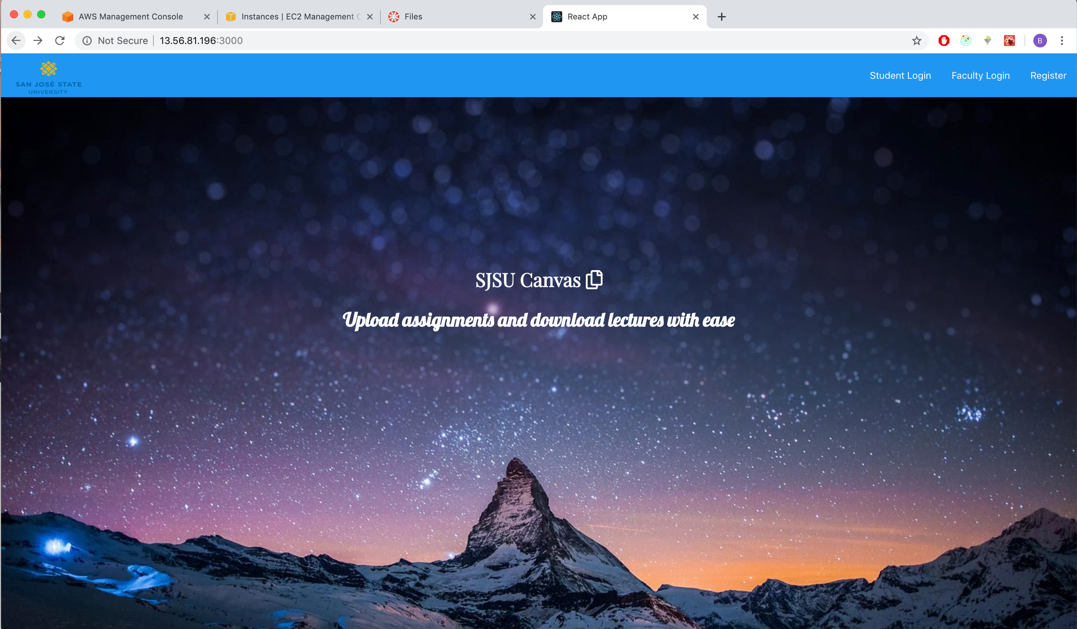 AWS Management Console
Instances | EC2 Management C
Files
React App
Not Secure | 13.56.81.196:3000
B
SAN JOSÉ STATE
UNIVERSITY
Student Login Faculty Login Register
SJSU Canvas
Upload assignments and download lectures with ease